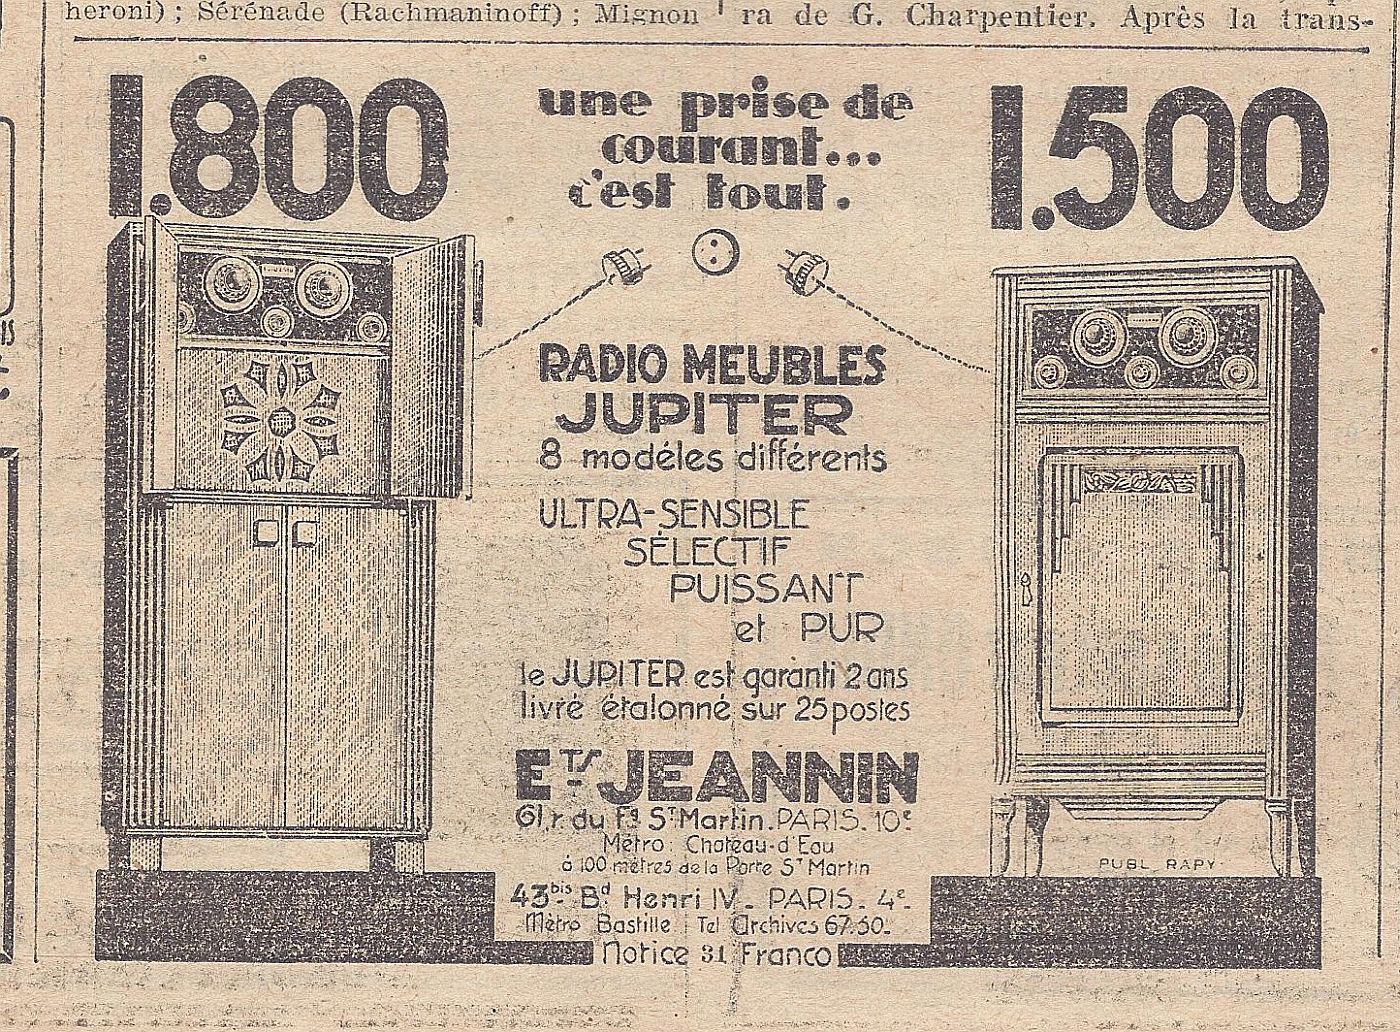 heroni) ; Sérénade (Rachmaninoff) ; Mignon
ra de G. Charpentier. Après la trans-
1.800
une prise de
courant...
c'est tout.
1.500
RADIO MEUBLES
JUPITER
8 modéles différents
ULTRA-SENSIBLE
SÉLECTIF
PUISSANT
et PUR
le JUPITER est garanti 2 ans
livré étalonné sur 25 postes
ETS JEANNIN
61, r. du Fg ST Martin. PARIS. 10e
Métro : Chateau-d'Eau
à 100 mètres de la Porte ST Martin
PUBL. RAPY
43bis Bd Henri IV. PARIS. 4e
Mètro Bastille Tel Archives 67.50.
Notice 31 Franco